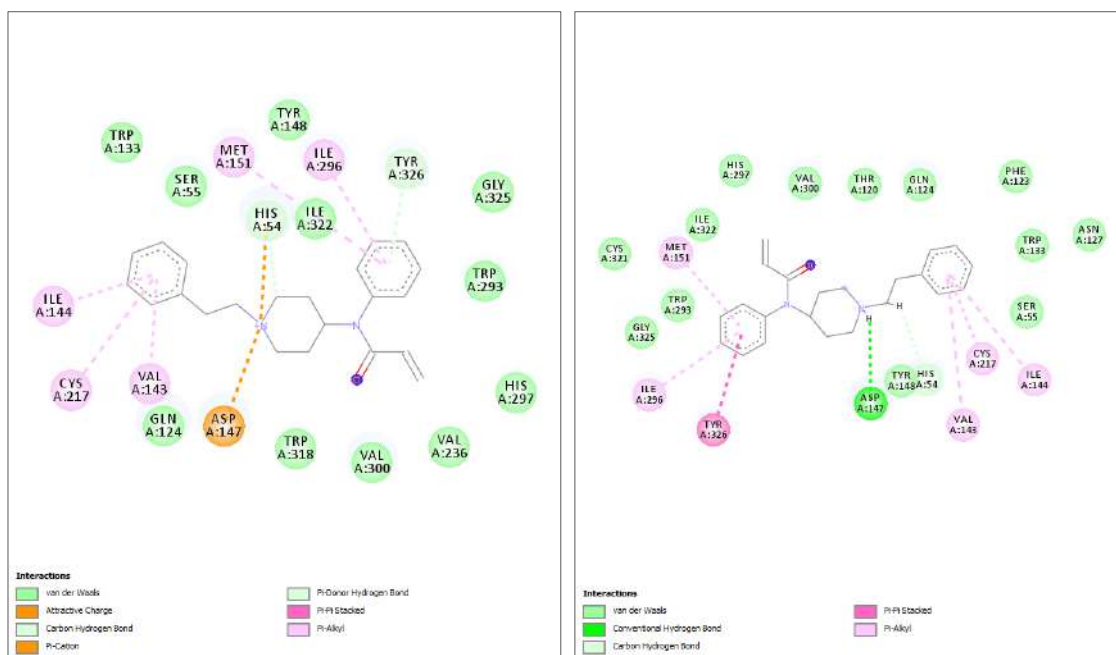 TYR
A:148
TRP
A:133
MET
A:151
ILE
A:296
TYR
A:326
SER
A:55
GLY
A:325
HIS
A:54
ILE
A:322
TRP
A:293
ILE
A:144
N
N
CYS
A:217
VAL
A:143
HIS
A:297
GLN
A:124
ASP
A:147
TRP
A:318
VAL
A:300
VAL
A:236
Interactions
van der Waals
Attractive Charge
Carbon Hydrogen Bond
Pi-Cation
Pi-Donor Hydrogen Bond
Pi-Pi Stacked
Pi-Alkyl
HIS
A:297
VAL
A:300
THR
A:120
GLN
A:124
PHE
A:123
ILE
A:322
ASN
A:127
CYS
A:321
MET
A:151
TRP
A:133
TRP
A:293
N
N
H
H
SER
A:55
GLY
A:325
CYS
A:217
ILE
A:296
TYR
A:148
HIS
A:54
ILE
A:144
ASP
A:147
TYR
A:326
VAL
A:143
Interactions
van der Waals
Conventional Hydrogen Bond
Carbon Hydrogen Bond
Pi-Pi Stacked
Pi-Alkyl